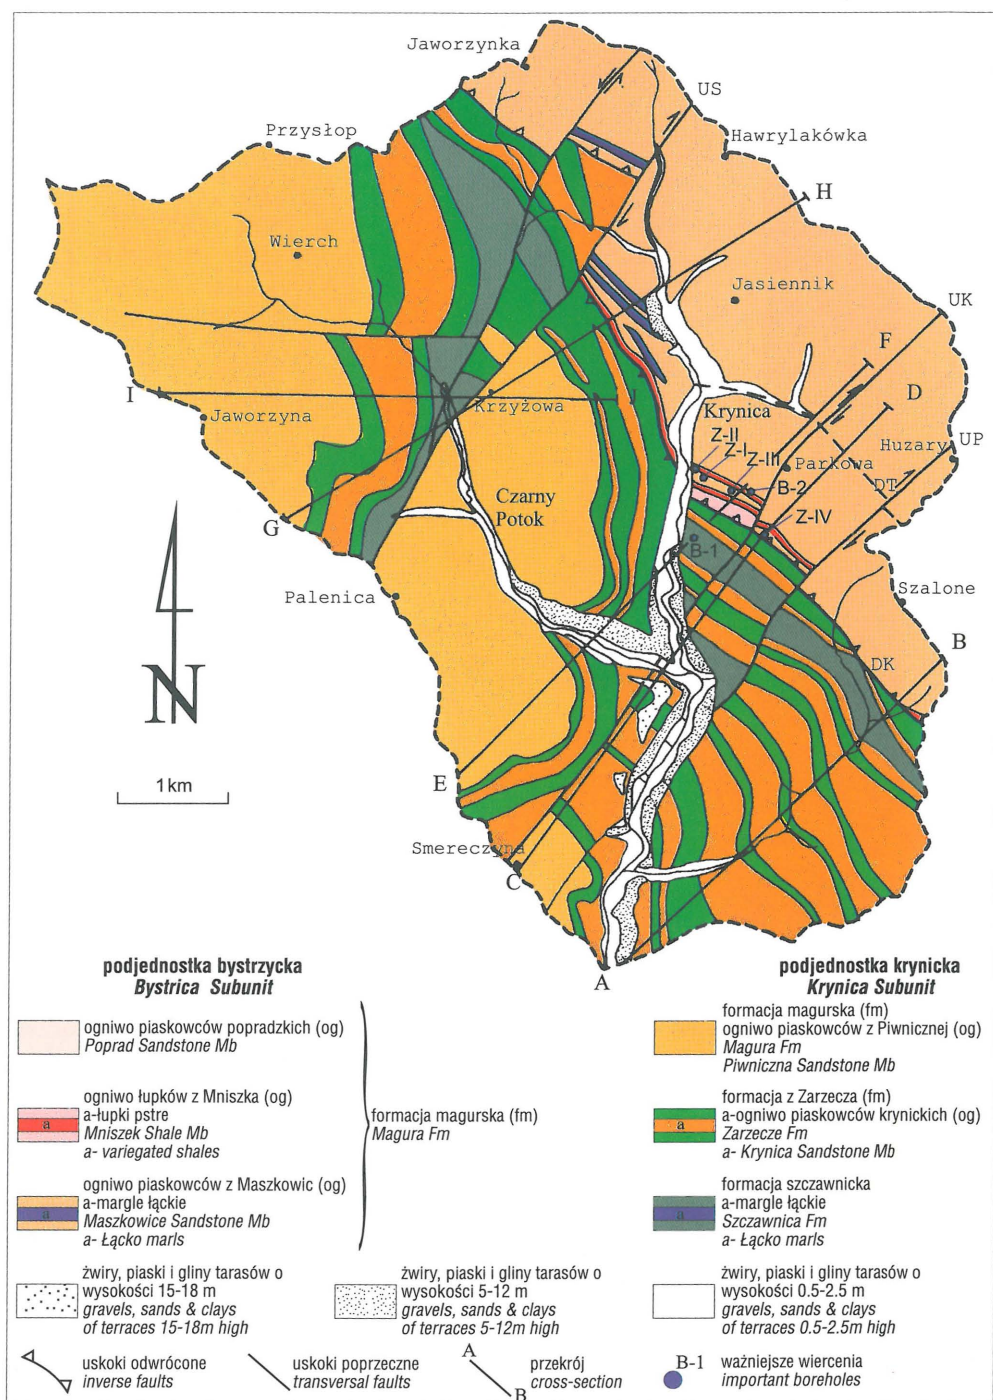 Jaworzynka
US
Przysłop
Hawrylakówka
H
Wierch
Jasiennik
UK
F
I
J
D
Jaworzyna
Krzyżowa
Krynica
Z-II
Z-I
Z-III
Parkowa
Huzary
UP
B-2
DT
Czarny
Potok
G
Z-IV
B-1
Palenica
Szalone
B
DK
N
E
1 km
Smereczyna
C
A
podjednostka bystrzycka
Bystrica Subunit
ogniwo piaskowców popradzkich (og)
Poprad Sandstone Mb
ogniwo łupków z Mniszka (og)
a-łupki pstre
Mniszek Shale Mb
a- variegated shales
a
ogniwo piaskowców z Maszkowic (og)
a-margle łąckie
Maszkowice Sandstone Mb
a- Łącko marls
a
formacja magurska (fm)
Magura Fm
podjednostka krynicka
Krynica Subunit
formacja magurska (fm)
ogniwo piaskowców z Piwnicznej (og)
Magura Fm
Piwniczna Sandstone Mb
formacja z Zarzecza (fm)
a-ogniwo piaskowców krynickich (og)
Zarzecze Fm
a- Krynica Sandstone Mb
a
formacja szczawnicka
a-margle łąckie
Szczawnica Fm
a- Łącko marls
a
żwiry, piaski i gliny tarasów o
wysokości 15-18 m
gravels, sands & clays
of terraces 15-18m high
żwiry, piaski i gliny tarasów o
wysokości 5-12 m
gravels, sands & clays
of terraces 5-12m high
żwiry, piaski i gliny tarasów o
wysokości 0.5-2.5 m
gravels, sands & clays
of terraces 0.5-2.5m high
uskoki odwrócone
inverse faults
uskoki poprzeczne
transversal faults
A
B
przekrój
cross-section
B-1
ważniejsze wiercenia
important boreholes